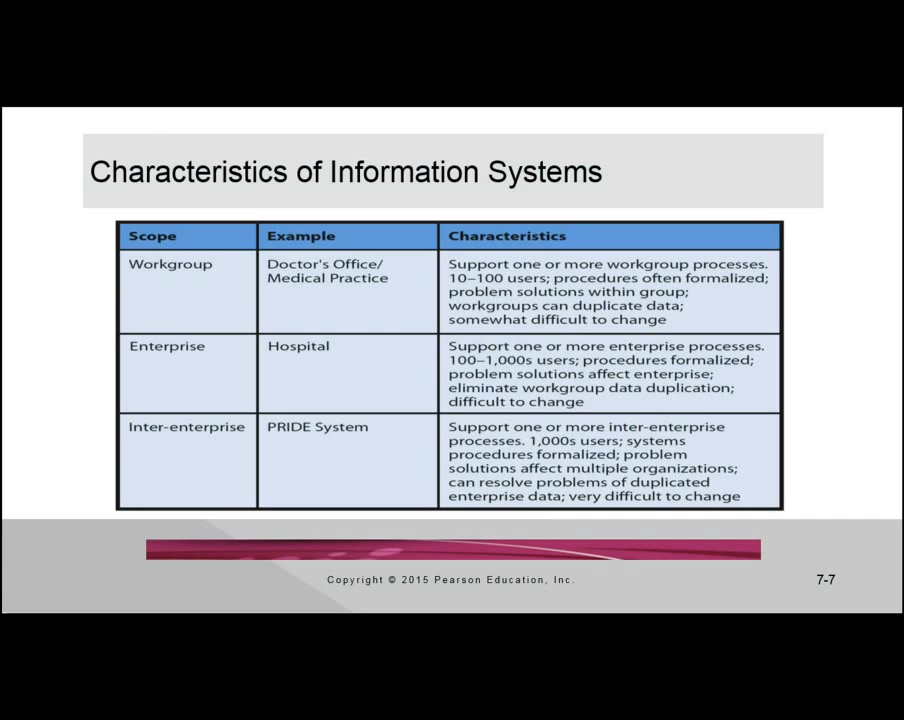 Characteristics of Information Systems
Scope
Example
Characteristics
Workgroup
Doctor's Office/
Medical Practice
Support one or more workgroup processes.
10–100 users; procedures often formalized;
problem solutions within group;
workgroups can duplicate data;
somewhat difficult to change
Enterprise
Hospital
Support one or more enterprise processes.
100–1,000s users; procedures formalized;
problem solutions affect enterprise;
eliminate workgroup data duplication;
difficult to change
Inter-enterprise
PRIDE System
Support one or more inter-enterprise
processes. 1,000s users; systems
procedures formalized; problem
solutions affect multiple organizations;
can resolve problems of duplicated
enterprise data; very difficult to change
Copyright © 2015 Pearson Education, Inc.
7-7